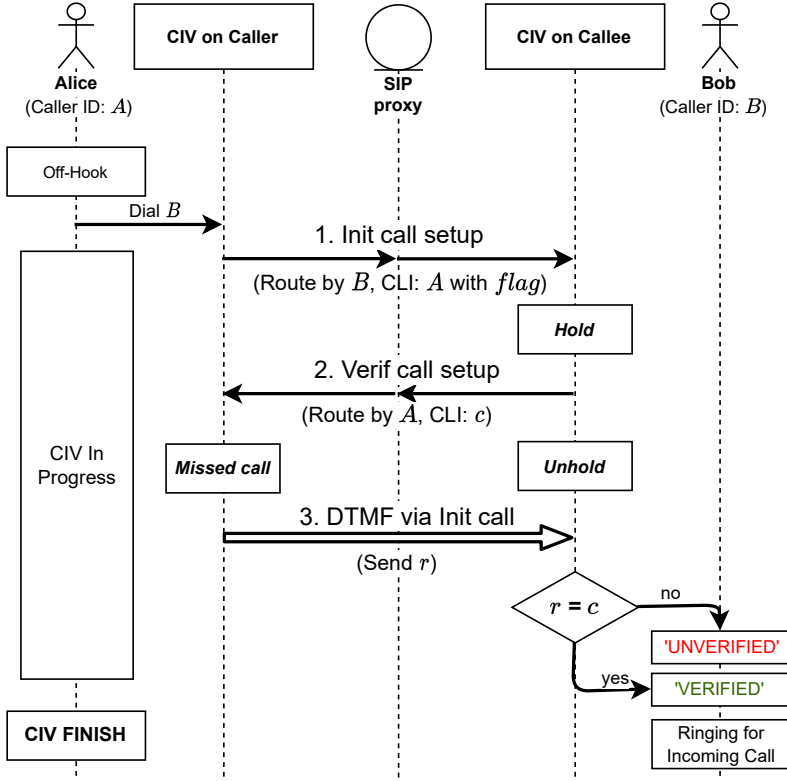 CIV on Caller
CIV on Callee
Alice
(Caller ID: A)
SIP
proxy
Bob
(Caller ID: B)
Off-Hook
Dial B
1. Init call setup
(Route by B, CLI: A with flag)
Hold
2. Verif call setup
(Route by A, CLI: c)
CIV In
Progress
Missed call
Unhold
3. DTMF via Init call
(Send r)
r = c
no
'UNVERIFIED'
yes
'VERIFIED'
CIV FINISH
Ringing for
Incoming Call